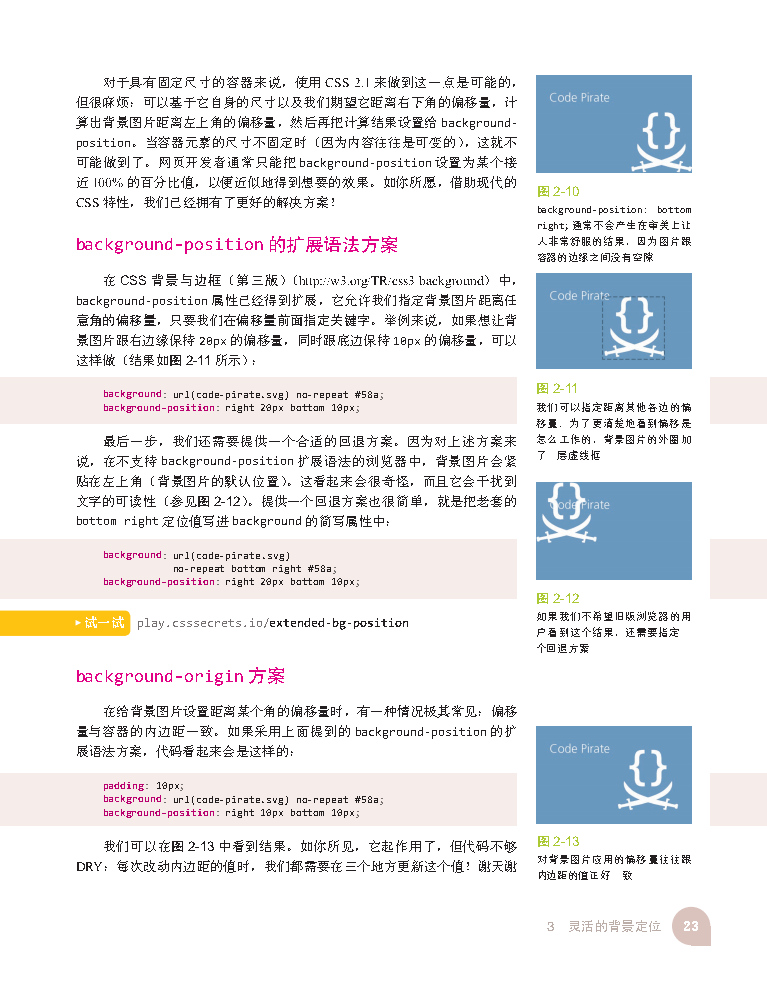 对于具有固定尺寸的容器来说，使用 CSS 2.1 来做到这一点是可能的，
但很麻烦：可以基于它自身的尺寸以及我们期望它距离右下角的偏移量，计
算出背景图片距离左上角的偏移量，然后再把计算结果设置给 background-
position。当容器元素的尺寸不固定时（因为内容往往是可变的），这就不
可能做到了。网页开发者通常只能把 background-position 设置为某个接
近 100% 的百分比值，以便近似地得到想要的效果。如你所愿，借助现代的
CSS 特性，我们已经拥有了更好的解决方案！
background-position 的扩展语法方案
在 CSS 背景与边框（第三版）（http://w3.org/TR/css3-background）中，
background-position 属性已经得到扩展，它允许我们指定背景图片距离任
意角的偏移量，只要我们在偏移量前面指定关键字。举例来说，如果想让背
景图片跟右边缘保持 20px 的偏移量，同时跟底边保持 10px 的偏移量，可以
这样做（结果如图 2-11 所示）：
background: url(code-pirate.svg) no-repeat #58a;
background-position: right 20px bottom 10px;
最后一步，我们还需要提供一个合适的回退方案。因为对上述方案来
说，在不支持 background-position 扩展语法的浏览器中，背景图片会紧
贴在左上角（背景图片的默认位置）。这看起来会很奇怪，而且它会干扰到
文字的可读性（参见图 2-12）。提供一个回退方案也很简单，就是把老套的
bottom right 定位值写进 background 的简写属性中：
background: url(code-pirate.svg)
no-repeat bottom right #58a;
background-position: right 20px bottom 10px;
▶试一试 play.csssecrets.io/extended-bg-position
background-origin 方案
在给背景图片设置距离某个角的偏移量时，有一种情况极其常见：偏移
量与容器的内边距一致。如果采用上面提到的 background-position 的扩
展语法方案，代码看起来会是这样的：
padding: 10px;
background: url(code-pirate.svg) no-repeat #58a;
background-position: right 10px bottom 10px;
我们可以在图 2-13 中看到结果。如你所见，它起作用了，但代码不够
DRY：每次改动内边距的值时，我们都需要在三个地方更新这个值！谢天谢
Code Pirate
{}
图 2-10
background-position: bottom
right; 通常不会产生在审美上让
人非常舒服的结果，因为图片跟
容器的边缘之间没有空隙
Code Pirate
{}
图 2-11
我们可以指定距离其他各边的偏
移量。为了更清楚地看到偏移是
怎么工作的，背景图片的外围加
了 层虚线框
Code Pirate
{}
图 2-12
如果我们不希望旧版浏览器的用
户看到这个结果，还需要指定
个回退方案
Code Pirate
{}
图 2-13
对背景图片应用的偏移量往往跟
内边距的值正好 致
3 灵活的背景定位 23